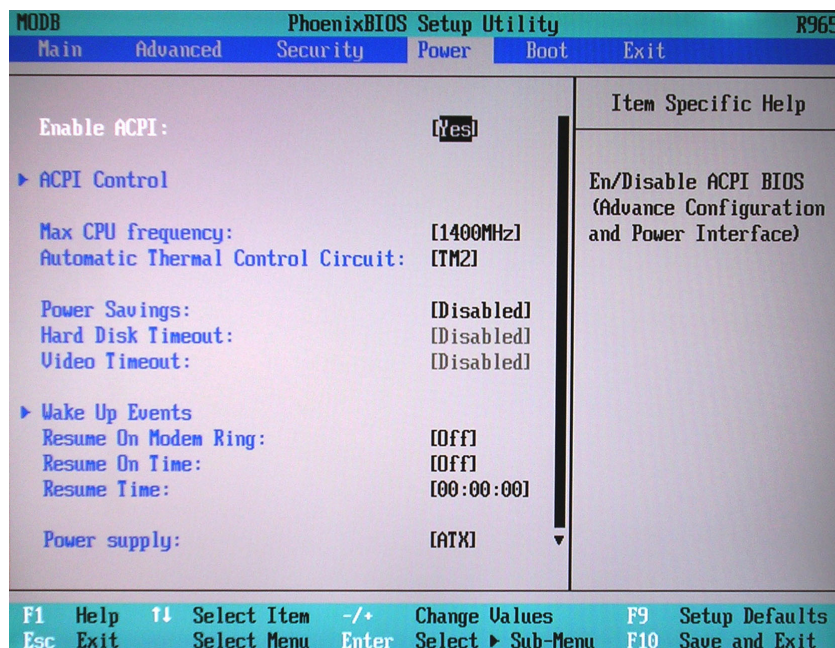 MODB PhoenixBIOS Setup Utility R965
Main Advanced Security Power Boot Exit
Item Specific Help
Enable ACPI: [Yes]
▶ ACPI Control
En/Disable ACPI BIOS
(Advance Configuration
and Power Interface)
Max CPU frequency: [1400MHz]
Automatic Thermal Control Circuit: [TM2]
Power Savings: [Disabled]
Hard Disk Timeout: [Disabled]
Video Timeout: [Disabled]
▶ Wake Up Events
Resume On Modem Ring: [Off]
Resume On Time: [Off]
Resume Time: [00:00:00]
Power supply: [ATX]
F1 Help ↑↓ Select Item -/+ Change Values F9 Setup Defaults
Esc Exit Select Menu Enter Select ▶ Sub-Menu F10 Save and Exit